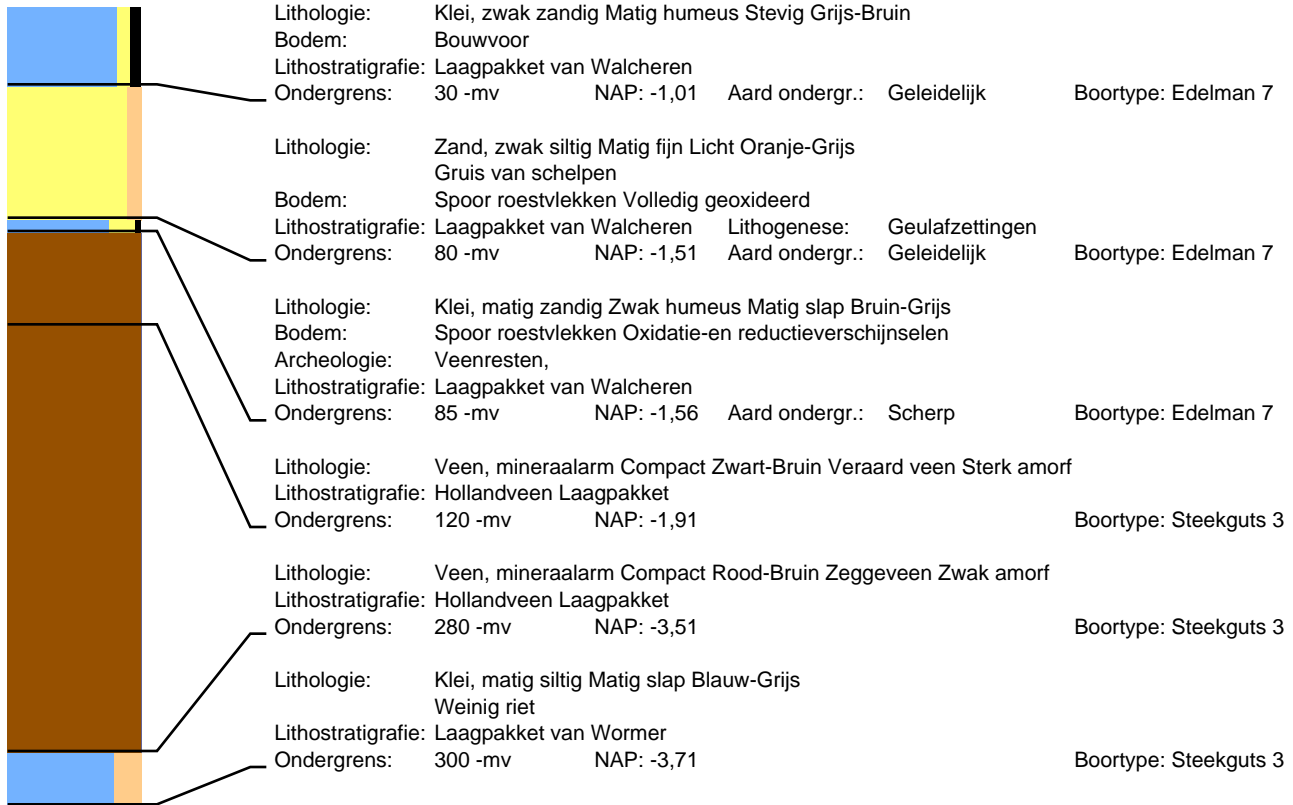 Lithologie: Klei, zwak zandig Matig humeus Stevig Grijs-Bruin
Bodem: Bouwvoor
Lithostratigrafie: Laagpakket van Walcheren
Ondergrens: 30 -mv NAP: -1,01 Aard ondergr.: Geleidelijk Boortype: Edelman 7
Lithologie: Zand, zwak siltig Matig fijn Licht Oranje-Grijs
Gruis van schelpen
Bodem: Spoor roestvlekken Volledig geoxideerd
Lithostratigrafie: Laagpakket van Walcheren Lithogenese: Geulafzettingen
Ondergrens: 80 -mv NAP: -1,51 Aard ondergr.: Geleidelijk Boortype: Edelman 7
Lithologie: Klei, matig zandig Zwak humeus Matig slap Bruin-Grijs
Bodem: Spoor roestvlekken Oxidatie-en reductieverschijnselen
Archeologie: Veenresten,
Lithostratigrafie: Laagpakket van Walcheren
Ondergrens: 85 -mv NAP: -1,56 Aard ondergr.: Scherp Boortype: Edelman 7
Lithologie: Veen, mineraalarm Compact Zwart-Bruin Veraard veen Sterk amorf
Lithostratigrafie: Hollandveen Laagpakket
Ondergrens: 120 -mv NAP: -1,91 Boortype: Steekguts 3
Lithologie: Veen, mineraalarm Compact Rood-Bruin Zeggeveen Zwak amorf
Lithostratigrafie: Hollandveen Laagpakket
Ondergrens: 280 -mv NAP: -3,51 Boortype: Steekguts 3
Lithologie: Klei, matig siltig Matig slap Blauw-Grijs
Weinig riet
Lithostratigrafie: Laagpakket van Wormer
Ondergrens: 300 -mv NAP: -3,71 Boortype: Steekguts 3